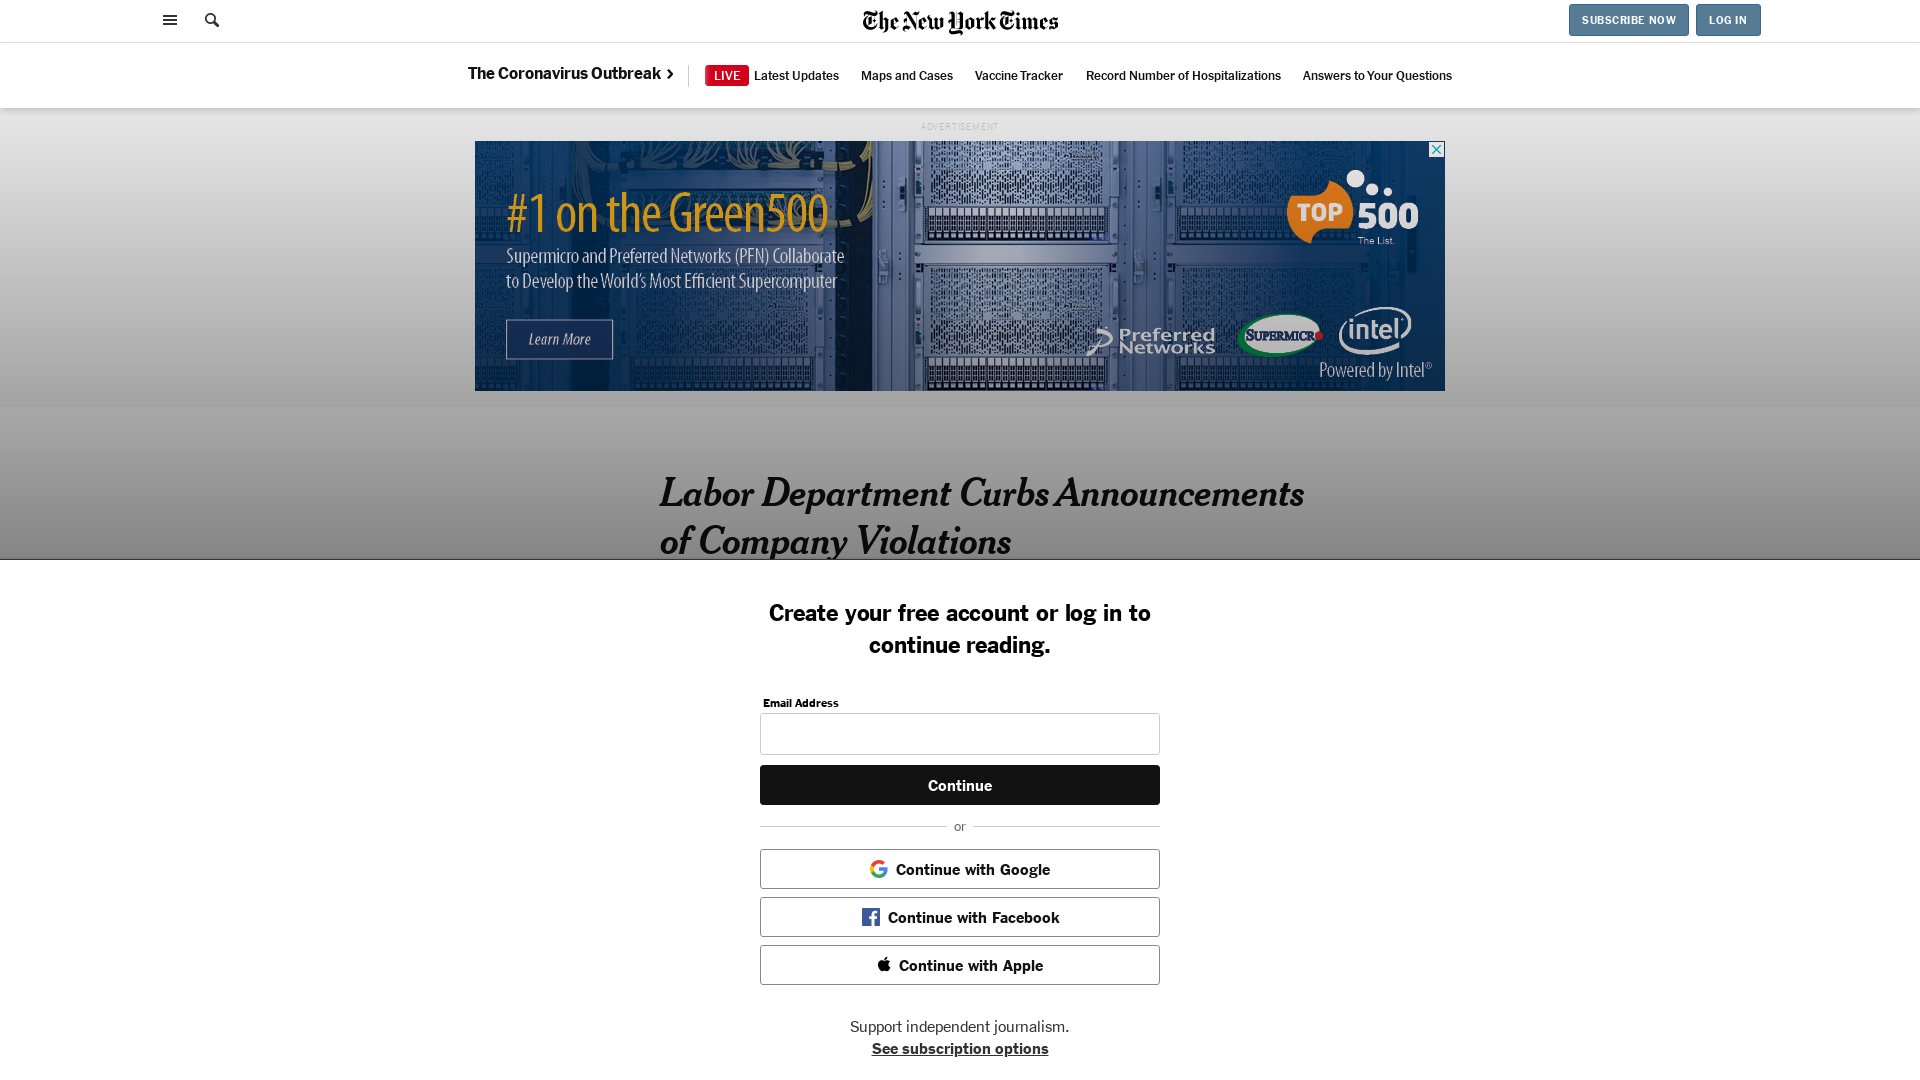 The New York Times
SUBSCRIBE NOW
LOG IN
The Coronavirus Outbreak
LIVE Latest Updates
Maps and Cases
Vaccine Tracker
Record Number of Hospitalizations
Answers to Your Questions
ADVERTISEMENT
#1 on the Green500
Supermicro and Preferred Networks (PFN) Collaborate
to Develop the World's Most Efficient Supercomputer
Learn More
TOP 500
The List.
Preferred
Networks
SUPERMICRO
intel
Powered by Intel®
Labor Department Curbs Announcements
of Company Violations
Create your free account or log in to
continue reading.
Email Address
Continue
or
Continue with Google
Continue with Facebook
Continue with Apple
Support independent journalism.
See subscription options